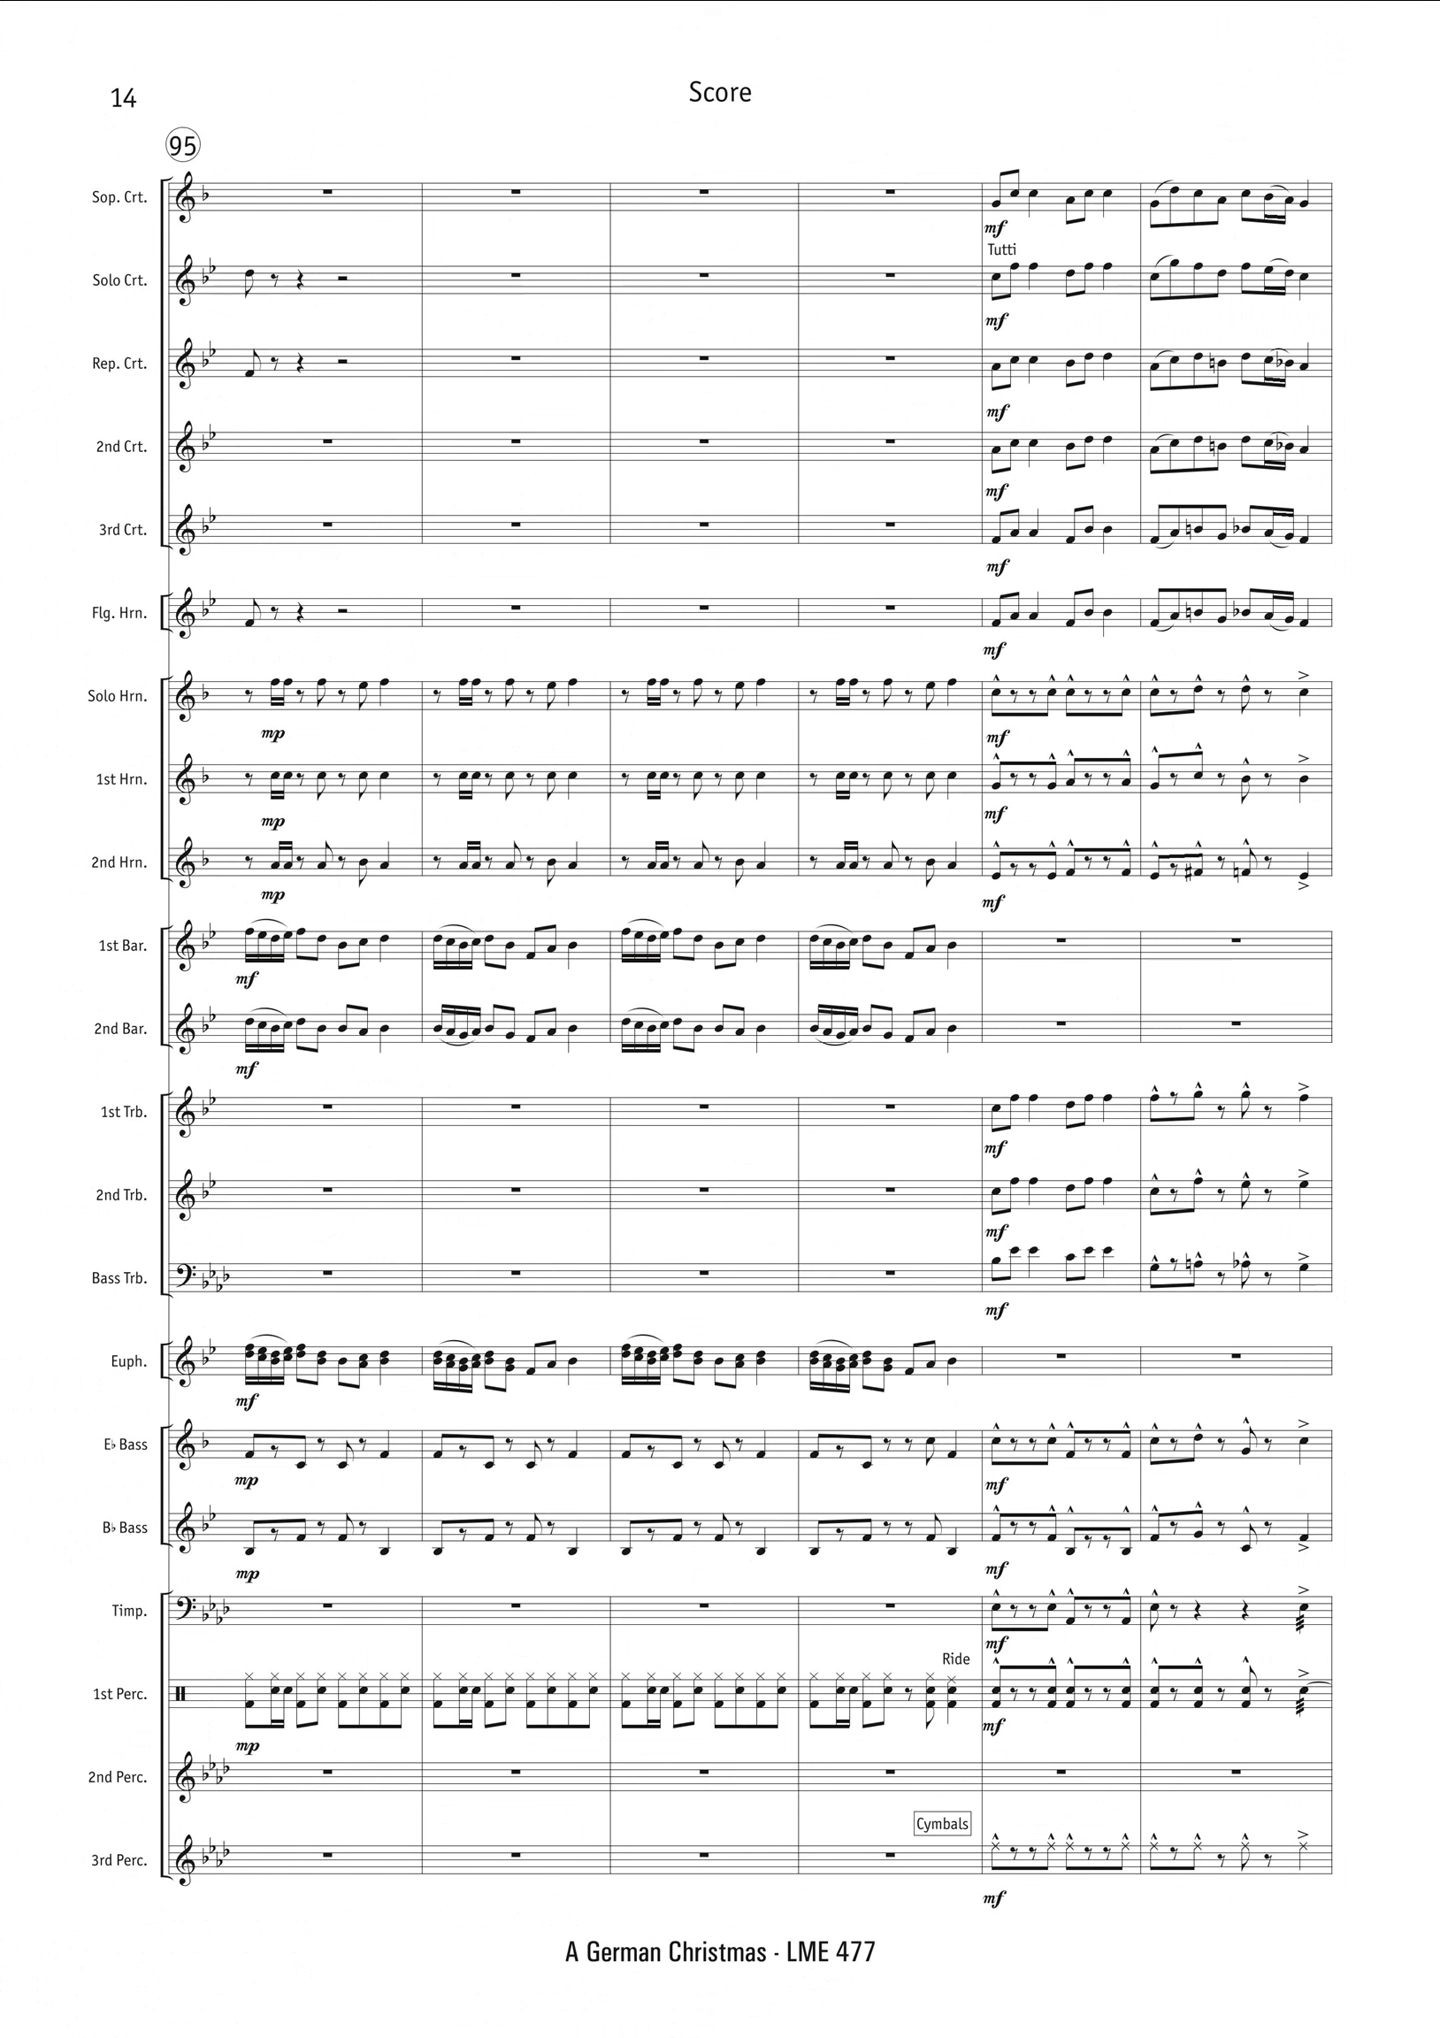 14
Score
95
Sop. Crt.
mf
Tutti
Solo Crt.
mf
Rep. Crt.
mf
2nd Crt.
mf
3rd Crt.
mf
Flg. Hrn.
mf
Solo Hrn.
mp
mf
1st Hrn.
mp
mf
2nd Hrn.
mp
mf
1st Bar.
mf
2nd Bar.
mf
1st Trb.
mf
2nd Trb.
mf
Bass Trb.
mf
Euph.
mf
E♭ Bass
mp
mf
B♭ Bass
mp
mf
Timp.
mf
Ride
1st Perc.
mp
mf
2nd Perc.
Cymbals
3rd Perc.
mf
A German Christmas - LME 477